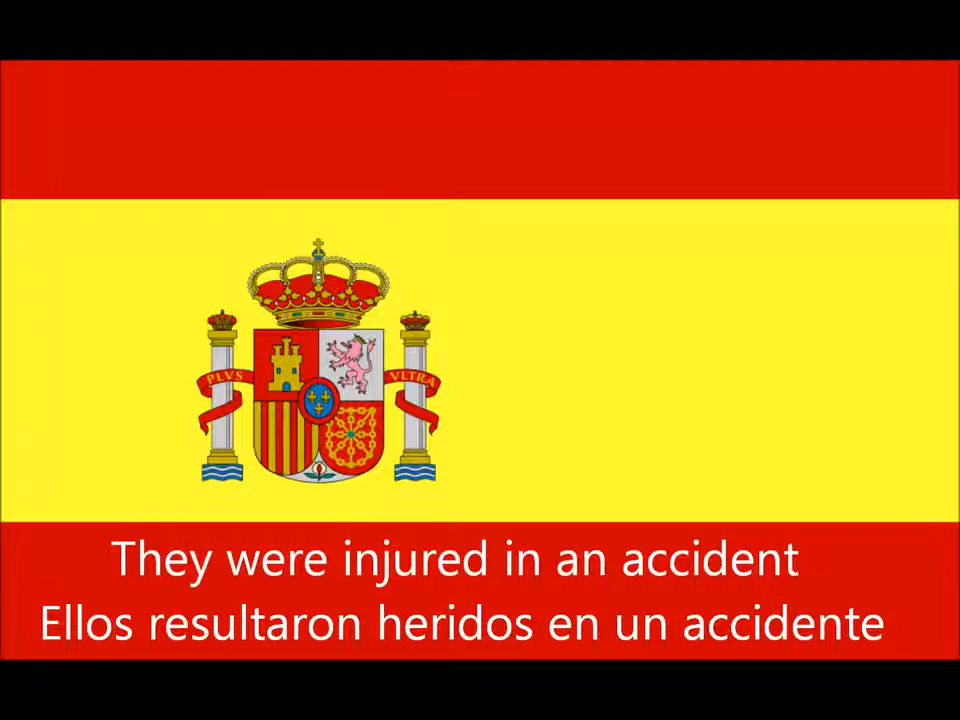 PLVS
VLTRA
They were injured in an accident
Ellos resultaron heridos en un accidente